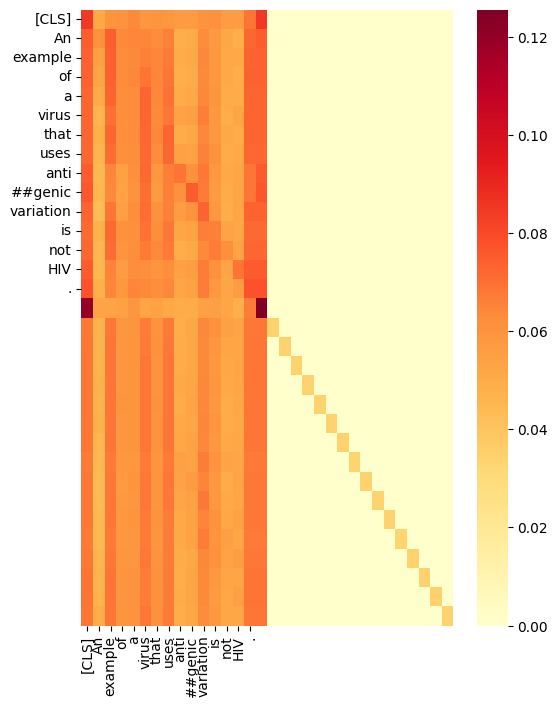 [CLS]
An
example
of
a
virus
that
uses
anti
##genic
variation
is
not
HIV
.
0.12
0.10
0.08
0.06
0.04
0.02
0.00
[CLS]
An
example
of
a
virus
that
uses
anti
##genic
variation
is
not
HIV
.